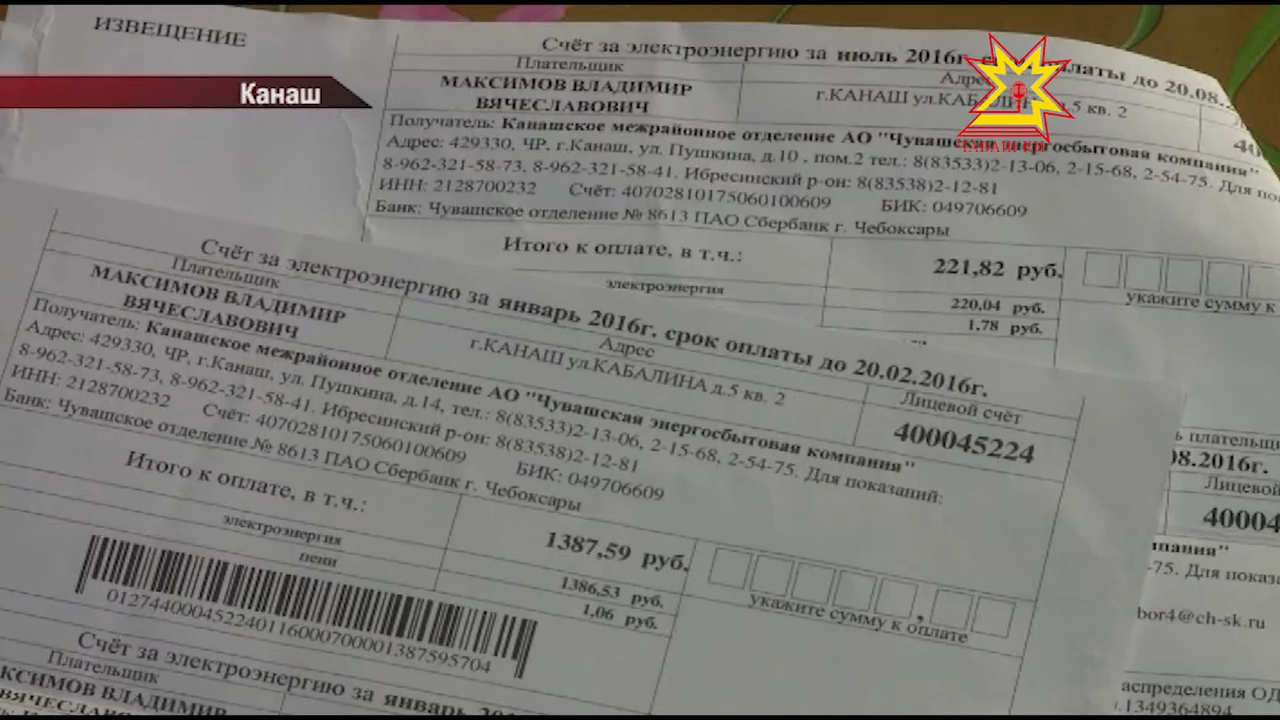 ИЗВЕЩЕНИЕ
Канаш
Счёт за электроэнергию за июль 2016г. оплаты до 20.08.
Плательщик
МАКСИМОВ ВЛАДИМИР
ВЯЧЕСЛАВОВИЧ
г.КАНАШ ул.КАБАЛИНА д.5 кв. 2
Получатель: Канашское межрайонное отделение АО "Чувашская энергосбытовая компания"
Адрес: 429330, ЧР, г.Канаш, ул. Пушкина, д.10 , пом.2 тел.: 8(83533)2-13-06, 2-15-68, 2-54-75. Для
8-962-321-58-73, 8-962-321-58-41. Ибресинский р-он: 8(83538)2-12-81
ИНН: 2128700232 Счёт: 40702810175060100609 БИК: 049706609
Банк: Чувашское отделение № 8613 ПАО Сбербанк г. Чебоксары
Итого к оплате, в т.ч.:
221,82 руб.
электроэнергия
220,04 руб.
1,78 руб.
укажите сумму к
Счёт за электроэнергию за январь 2016г. срок оплаты до 20.02.2016г.
Плательщик
Адрес
МАКСИМОВ ВЛАДИМИР
ВЯЧЕСЛАВОВИЧ
г.КАНАШ ул.КАБАЛИНА д.5 кв. 2
Лицевой счёт
400045224
Получатель: Канашское межрайонное отделение АО "Чувашская энергосбытовая компания"
Адрес: 429330, ЧР, г.Канаш, ул. Пушкина, д.14, тел.: 8(83533)2-13-06, 2-15-68, 2-54-75. Для показаний:
8-962-321-58-73, 8-962-321-58-41. Ибресинский р-он: 8(83538)2-12-81
ИНН: 2128700232 Счёт: 40702810175060100609 БИК: 049706609
Банк: Чувашское отделение № 8613 ПАО Сбербанк г. Чебоксары
Итого к оплате, в т.ч.:
1387,59 руб.
электроэнергия
1386,53 руб.
пени
1,06 руб.
укажите сумму к оплате
012744000452240116000700001387595704
Счёт за электроэнергию за январь
Плательщик
МАКСИМОВ ВЛАДИМИР
08.2016г.
Лицевой
40004
-75. Для
bor4@ch-sk.ru
.1349364894